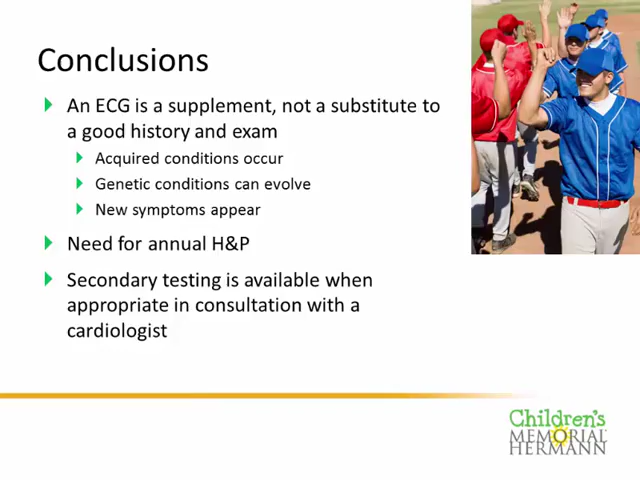 Conclusions
An ECG is a supplement, not a substitute to
a good history and exam
Acquired conditions occur
Genetic conditions can evolve
New symptoms appear
Need for annual H&P
Secondary testing is available when
appropriate in consultation with a
cardiologist
Children's
MEMORIAL
HERMANN